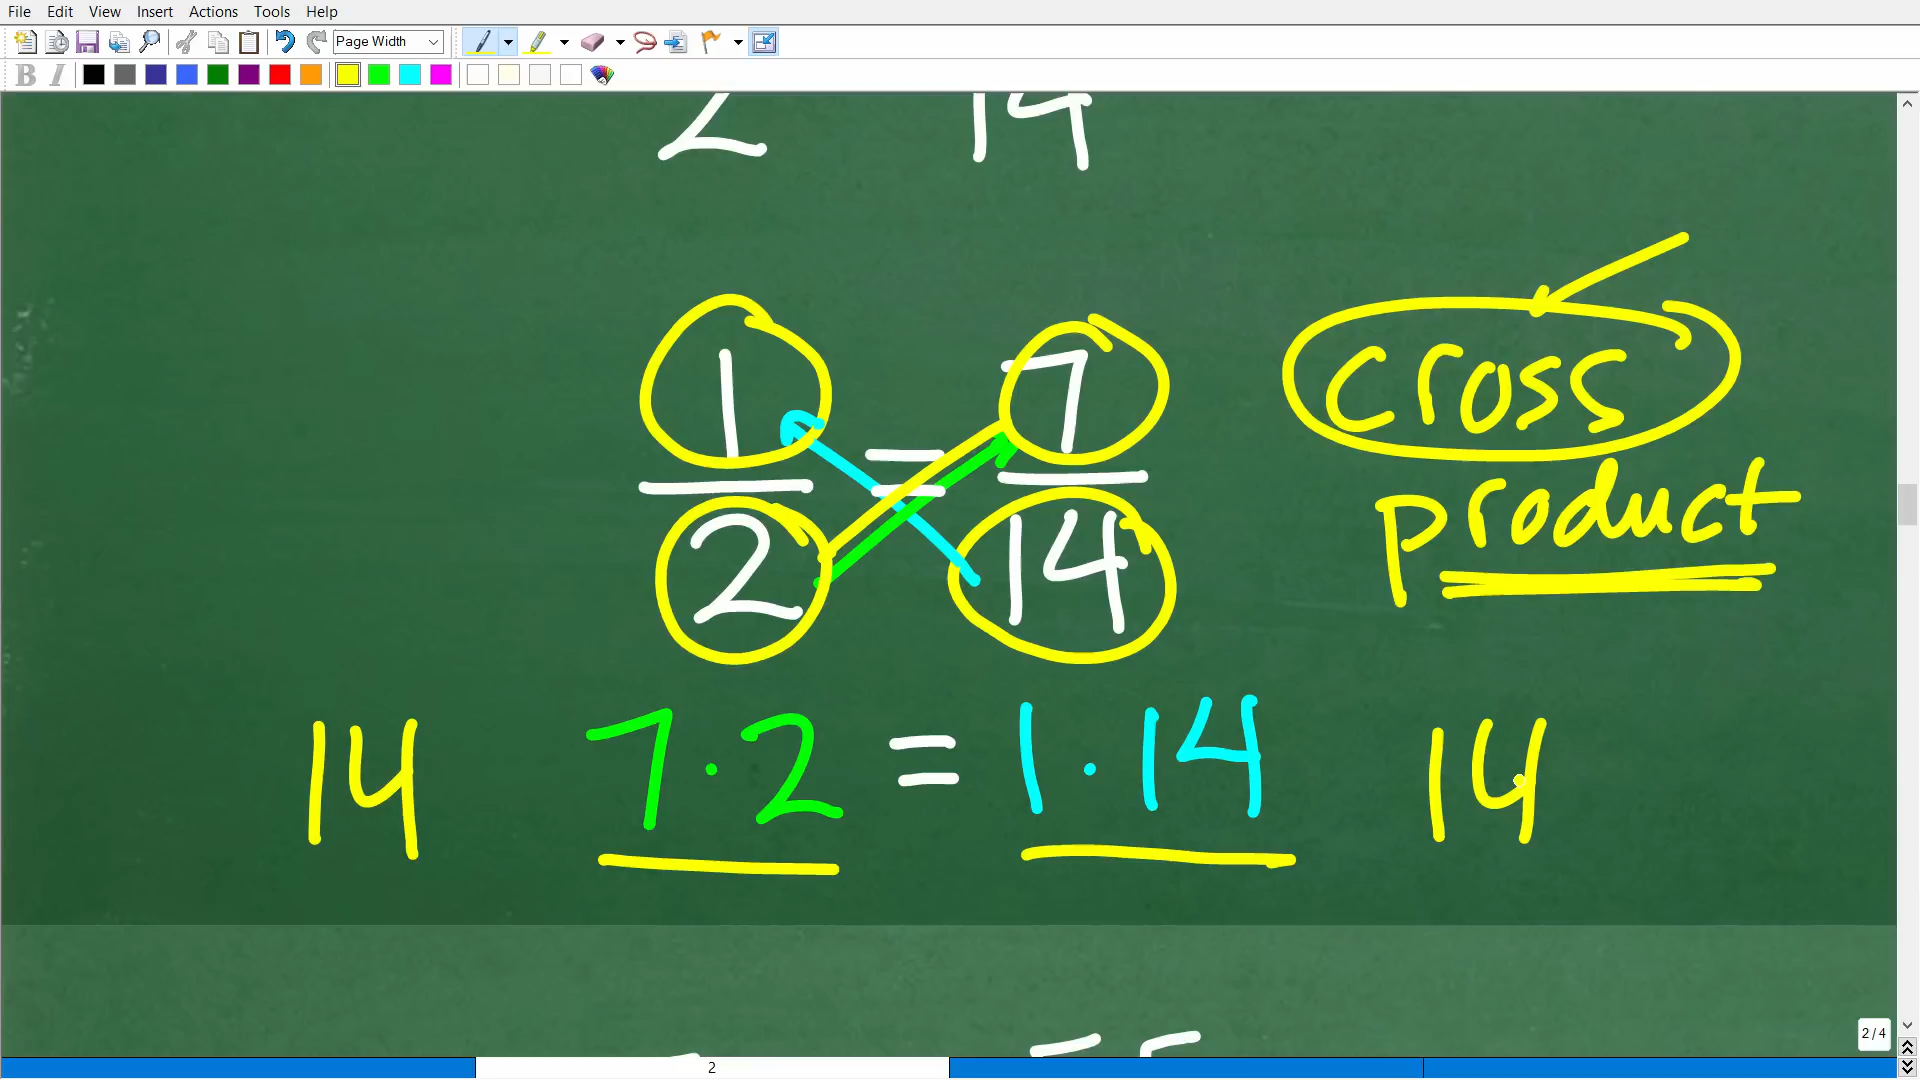 File Edit View Insert Actions Tools Help
Page Width
B I
2 14
1 = 7
2 14
cross
product
14 7·2 = 1·14 14
2 / 4
2